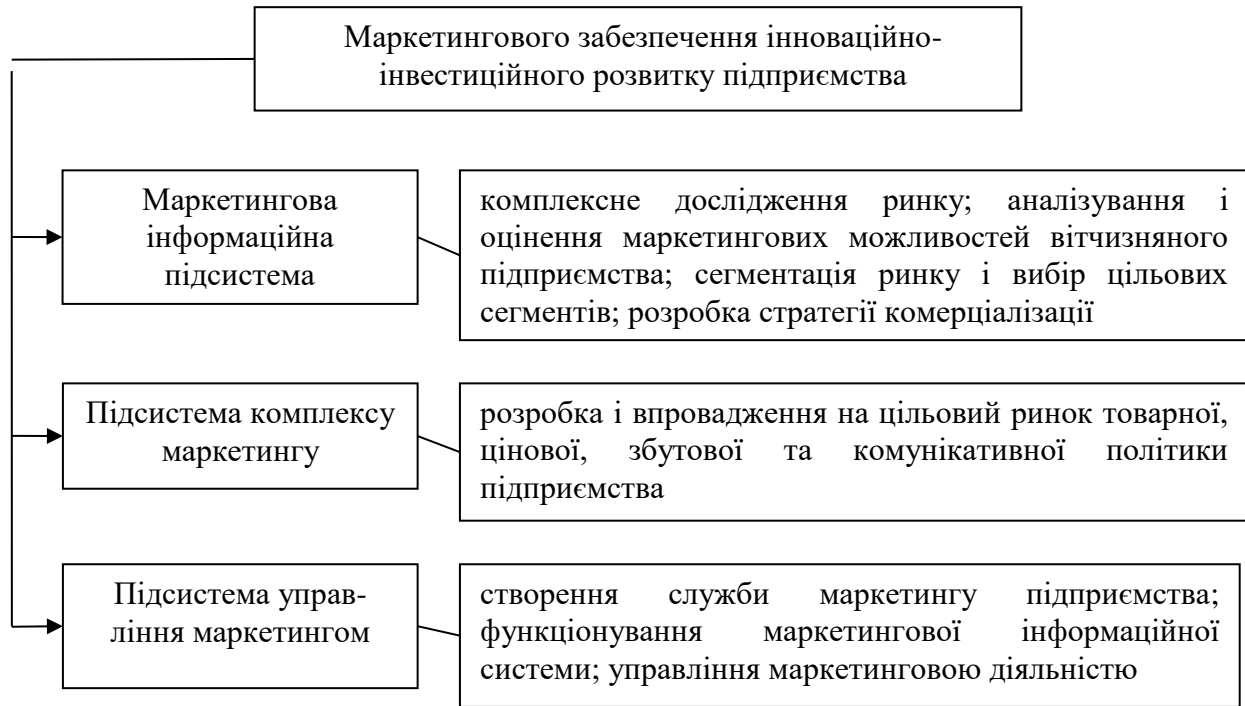 Маркетингового забезпечення інноваційно-
інвестиційного розвитку підприємства
Маркетингова
інформаційна
підсистема
комплексне дослідження ринку; аналізування і
оцінення маркетингових можливостей вітчизняного
підприємства; сегментація ринку і вибір цільових
сегментів; розробка стратегії комерціалізації
Підсистема комплексу
маркетингу
розробка і впровадження на цільовий ринок товарної,
цінової, збутової та комунікативної політики
підприємства
Підсистема управ-
ління маркетингом
створення служби маркетингу підприємства;
функціонування маркетингової інформаційної
системи; управління маркетинговою діяльністю